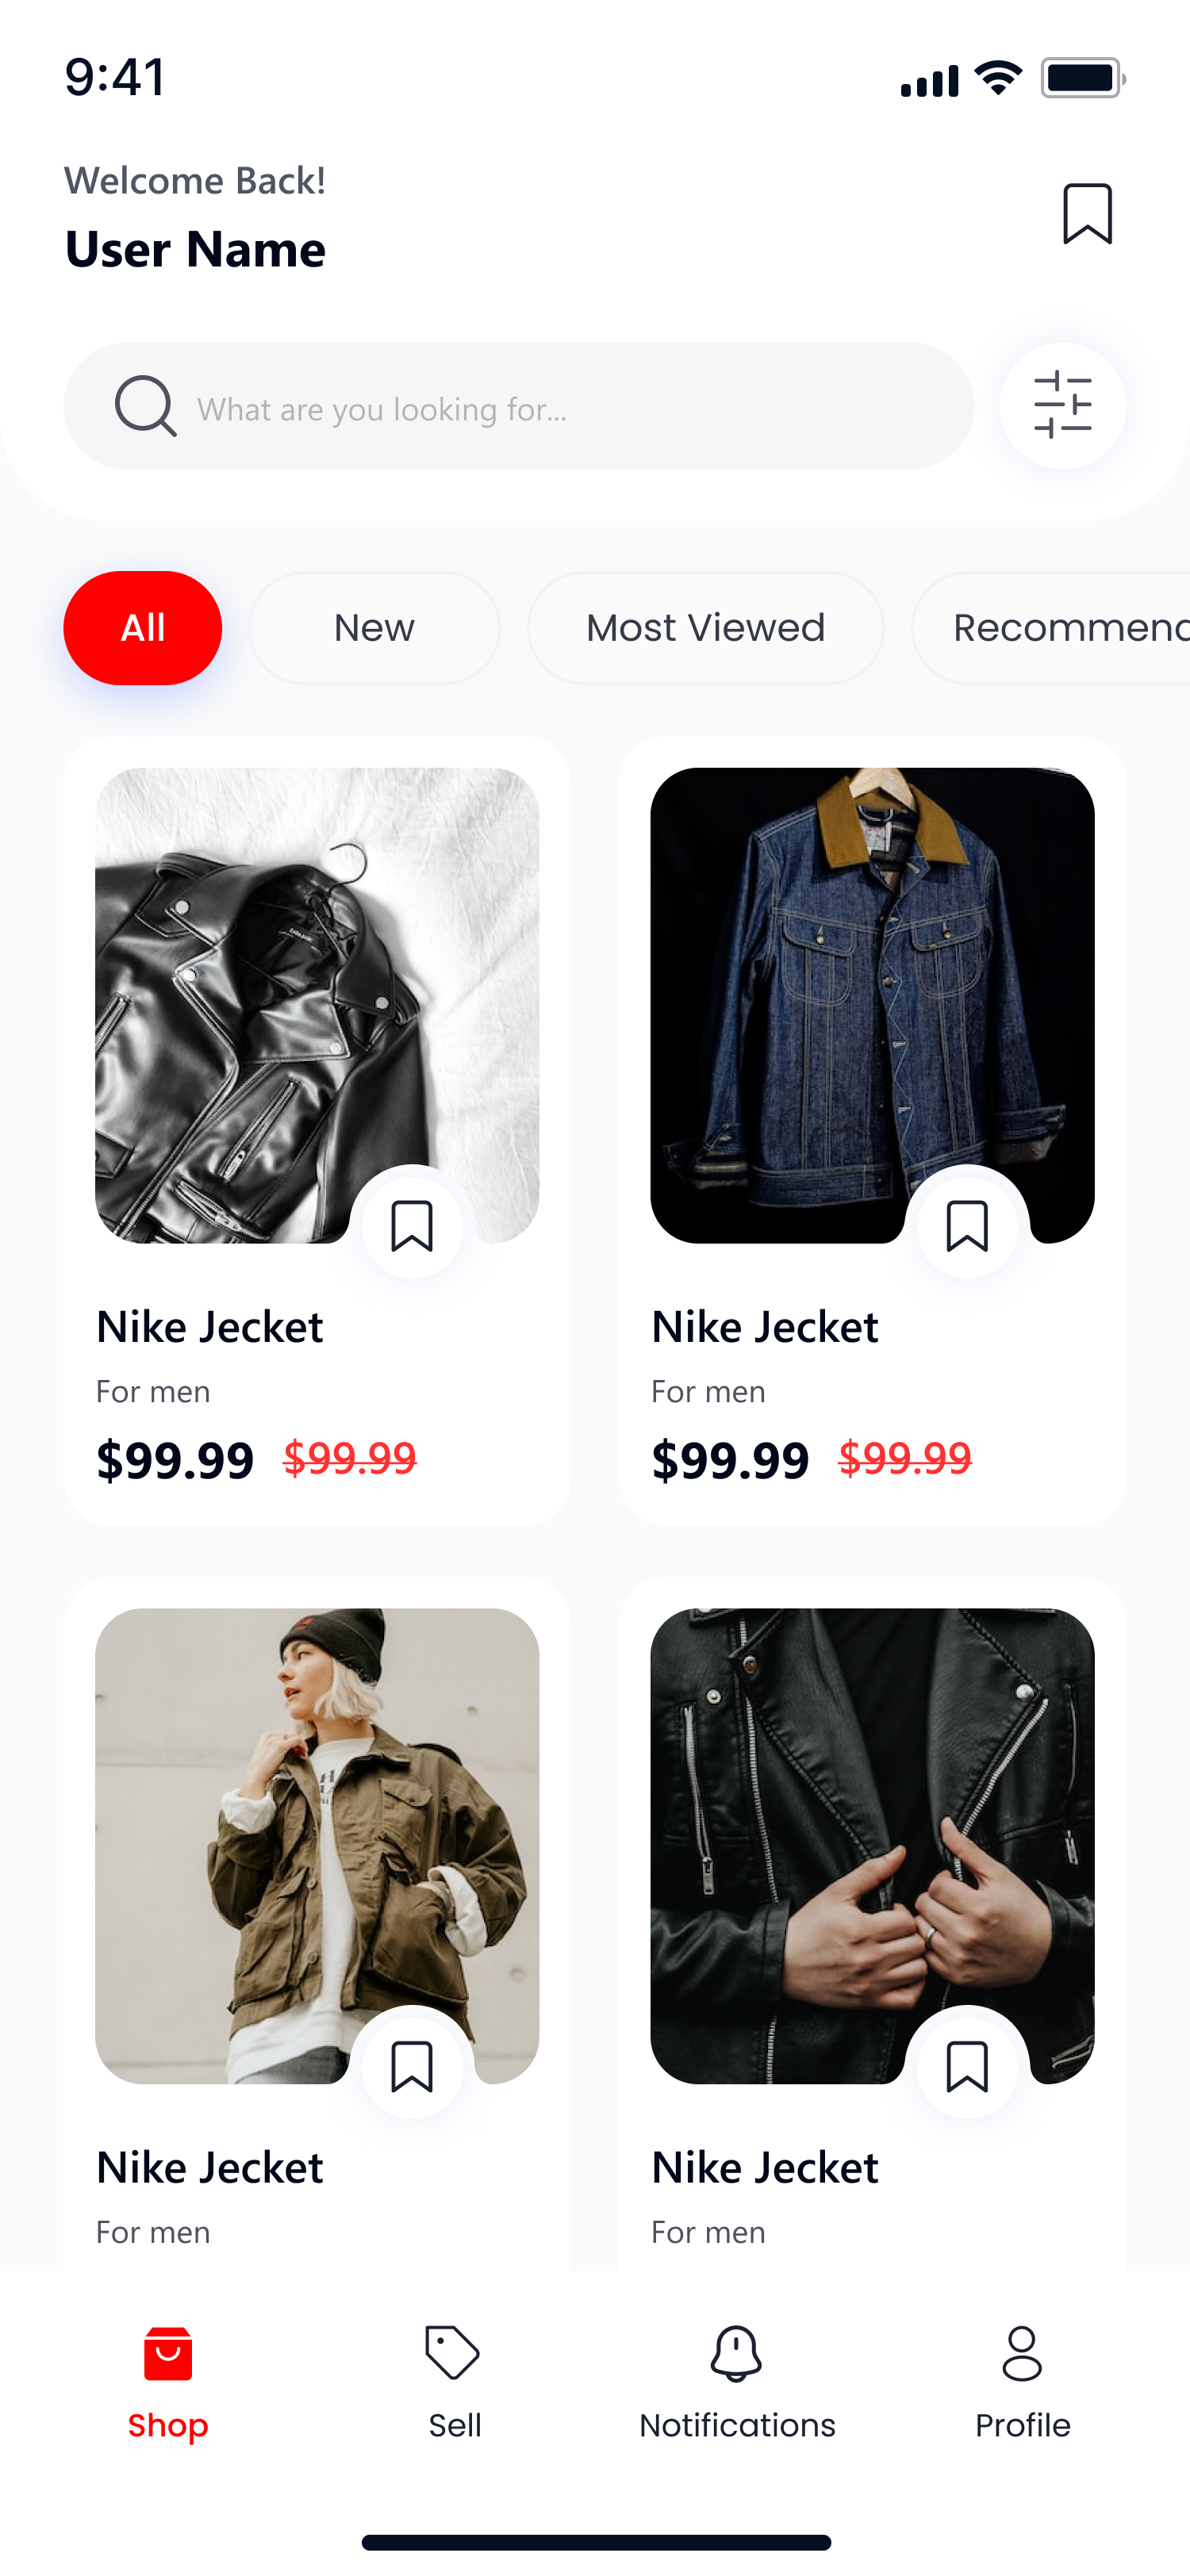 9:41
Welcome Back!
User Name
What are you looking for...
All New Most Viewed Recommend
Nike Jecket Nike Jecket
For men For men
$99.99 $99.99 $99.99 $99.99
Nike Jecket Nike Jecket
For men For men
Shop Sell Notifications Profile